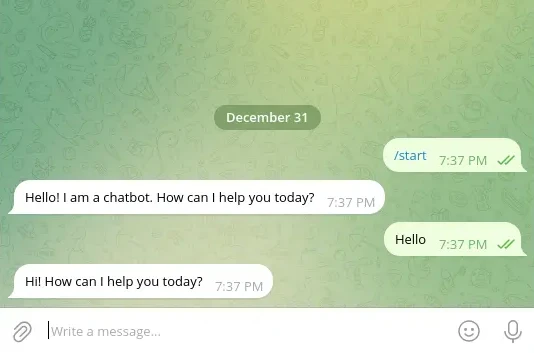 December 31
/start 7:37 PM
Hello! I am a chatbot. How can I help you today? 7:37 PM
Hello 7:37 PM
Hi! How can I help you today? 7:37 PM
Write a message...